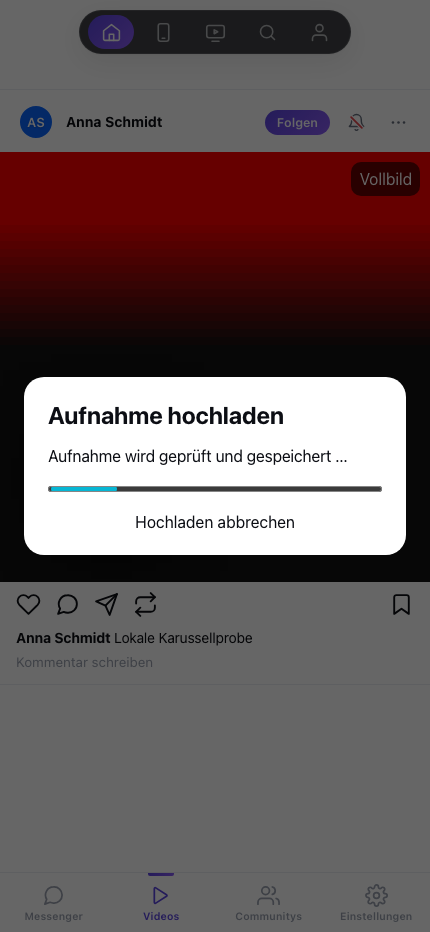 AS
Anna Schmidt
Folgen
Vollbild
Aufnahme hochladen
Aufnahme wird geprüft und gespeichert ...
Hochladen abbrechen
Anna Schmidt Lokale Karussellprobe
Kommentar schreiben
Messenger
Videos
Communitys
Einstellungen